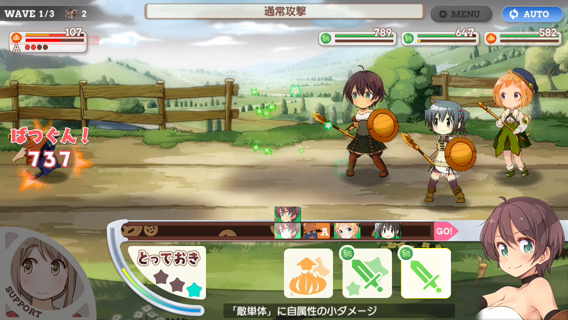 WAVE 1/3 2
通常攻撃
MENU
AUTO
107
A
789
647
582
ばつぐん!
737
A
GO!
とっておき
SUPPORT
「敵単体」に自属性の小ダメージ